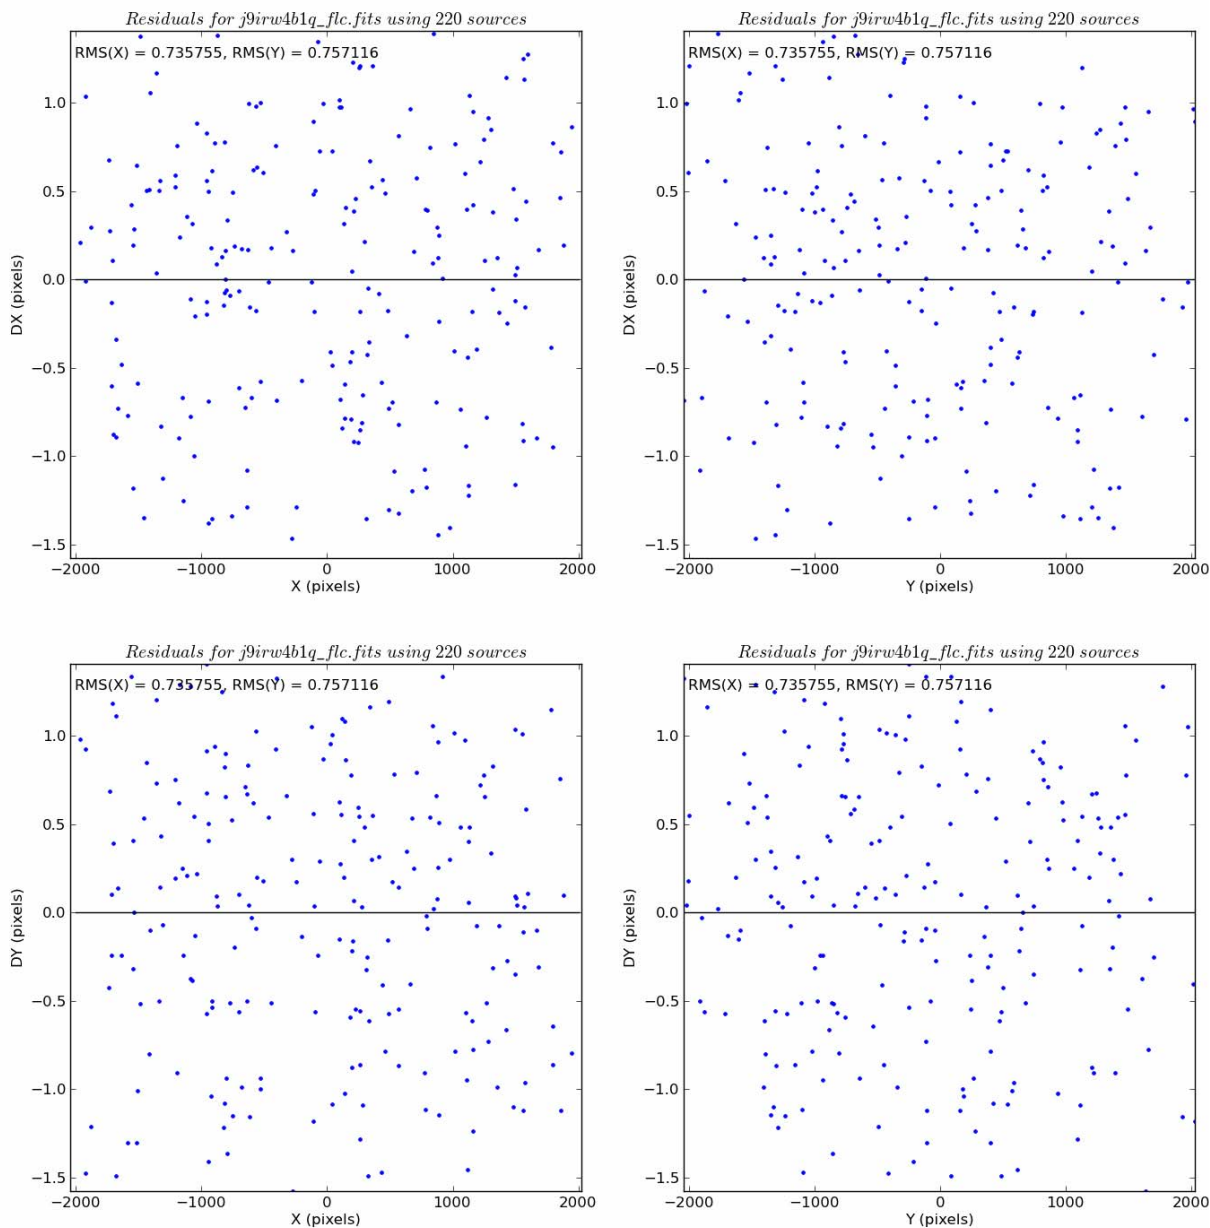 Residuals for j9irw4b1q_flc.fits using 220 sources
RMS(X) = 0.735755, RMS(Y) = 0.757116
1.0
0.5
0.0
−0.5
−1.0
−1.5
DX (pixels)
−2000 −1000 0 1000 2000
X (pixels)
Residuals for j9irw4b1q_flc.fits using 220 sources
RMS(X) = 0.735755, RMS(Y) = 0.757116
1.0
0.5
0.0
−0.5
−1.0
−1.5
DX (pixels)
−2000 −1000 0 1000 2000
Y (pixels)
Residuals for j9irw4b1q_flc.fits using 220 sources
RMS(X) = 0.735755, RMS(Y) = 0.757116
1.0
0.5
0.0
−0.5
−1.0
−1.5
DY (pixels)
−2000 −1000 0 1000 2000
X (pixels)
Residuals for j9irw4b1q_flc.fits using 220 sources
RMS(X) = 0.735755, RMS(Y) = 0.757116
1.0
0.5
0.0
−0.5
−1.0
−1.5
DY (pixels)
−2000 −1000 0 1000 2000
Y (pixels)